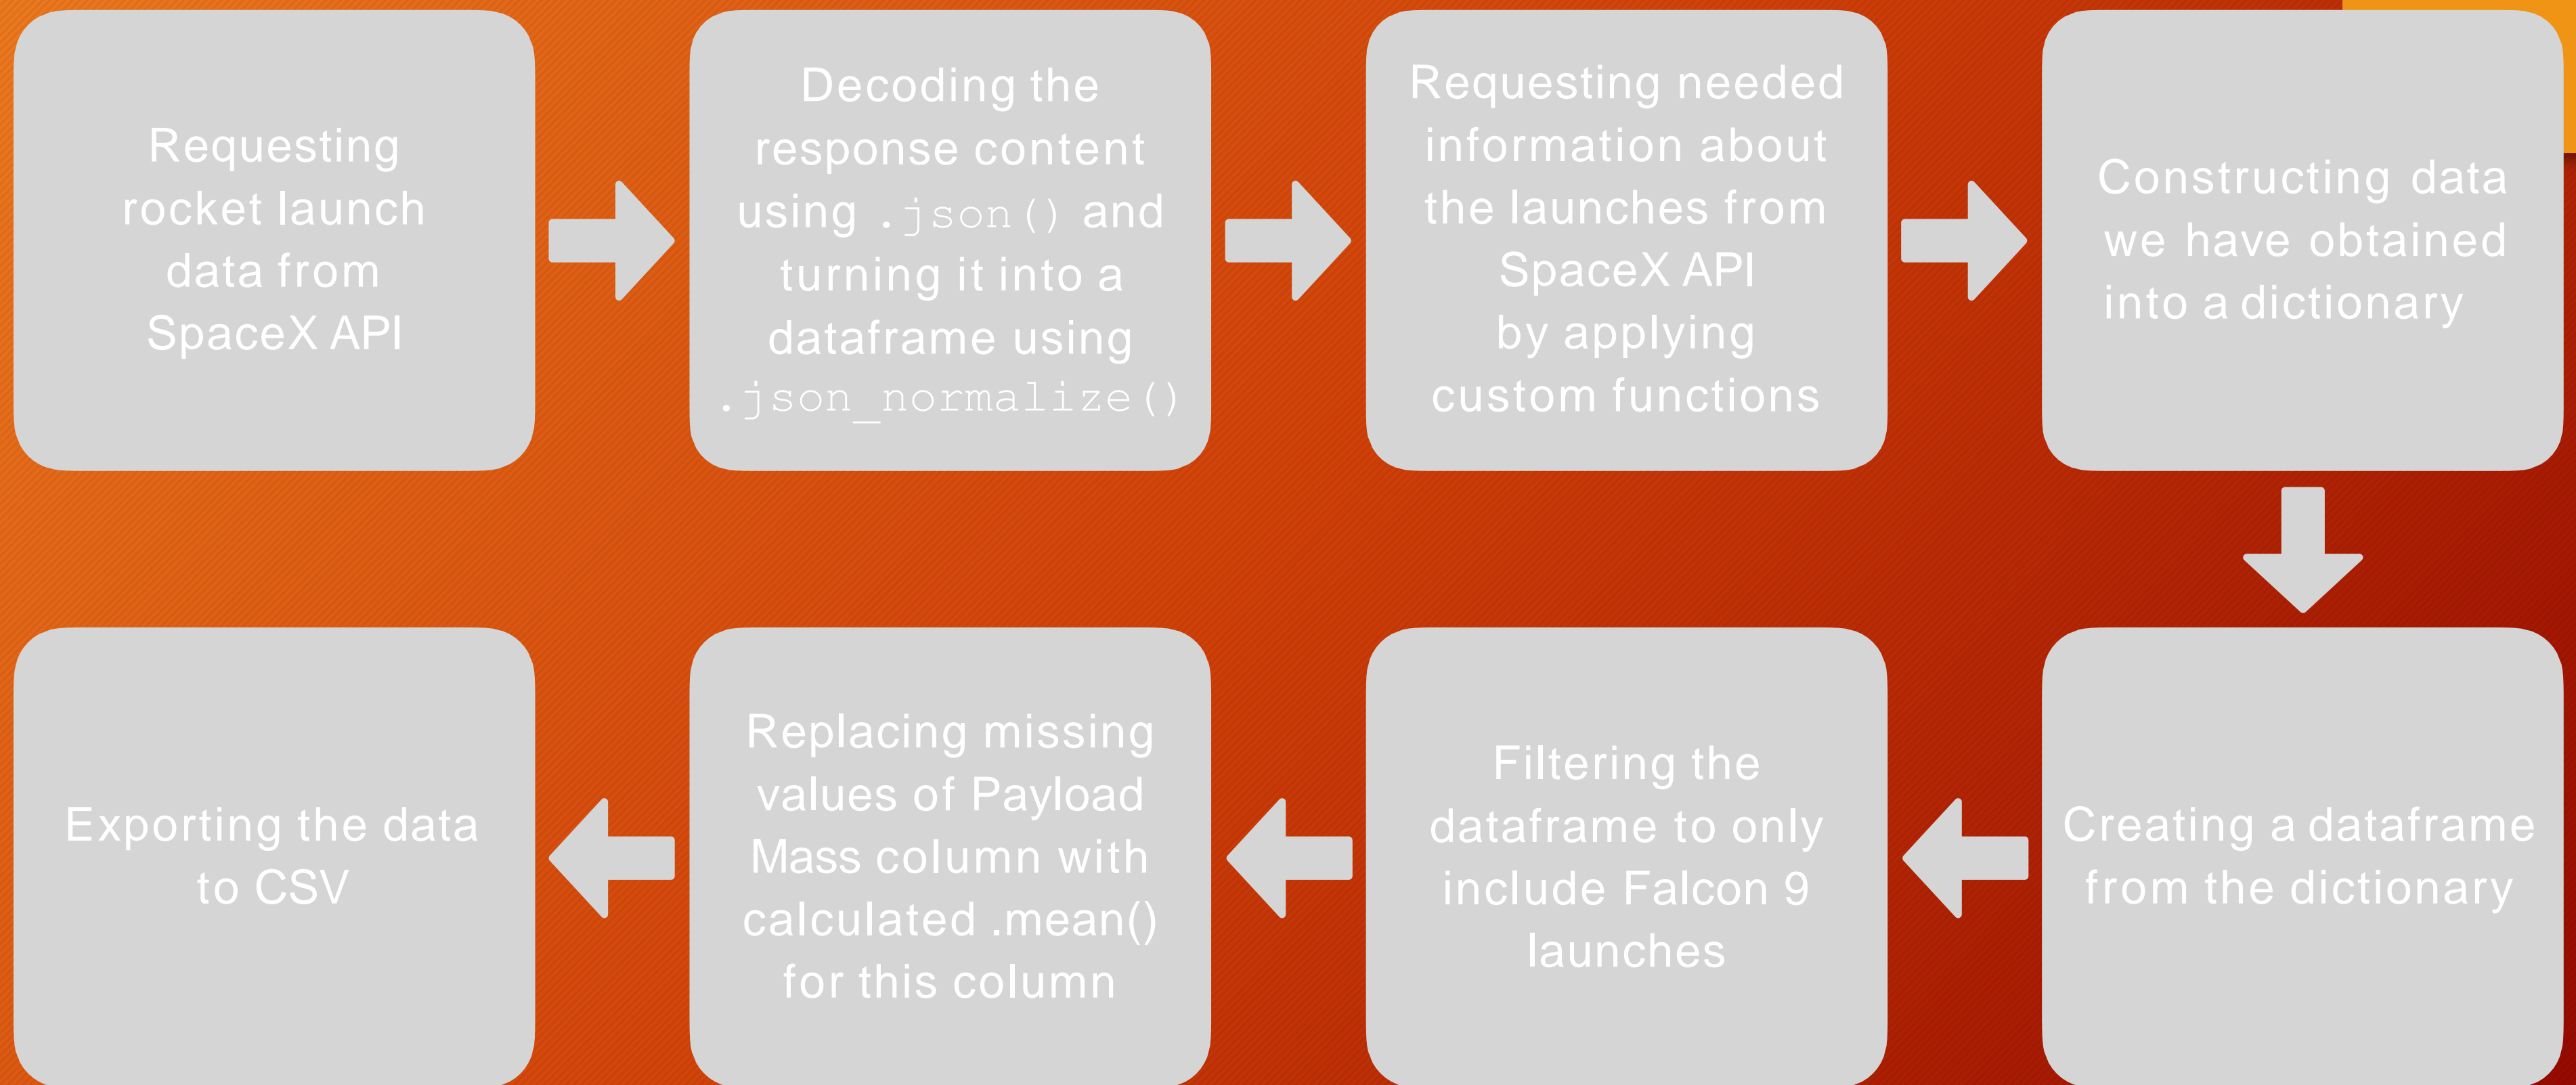 Requesting
rocket launch
data from
SpaceX API
Decoding the
response content
using .json() and
turning it into a
dataframe using
.json_normalize()
Requesting needed
information about
the launches from
SpaceX API
by applying
custom functions
Constructing data
we have obtained
into a dictionary
Creating a dataframe
from the dictionary
Filtering the
dataframe to only
include Falcon 9
launches
Replacing missing
values of Payload
Mass column with
calculated .mean()
for this column
Exporting the data
to CSV